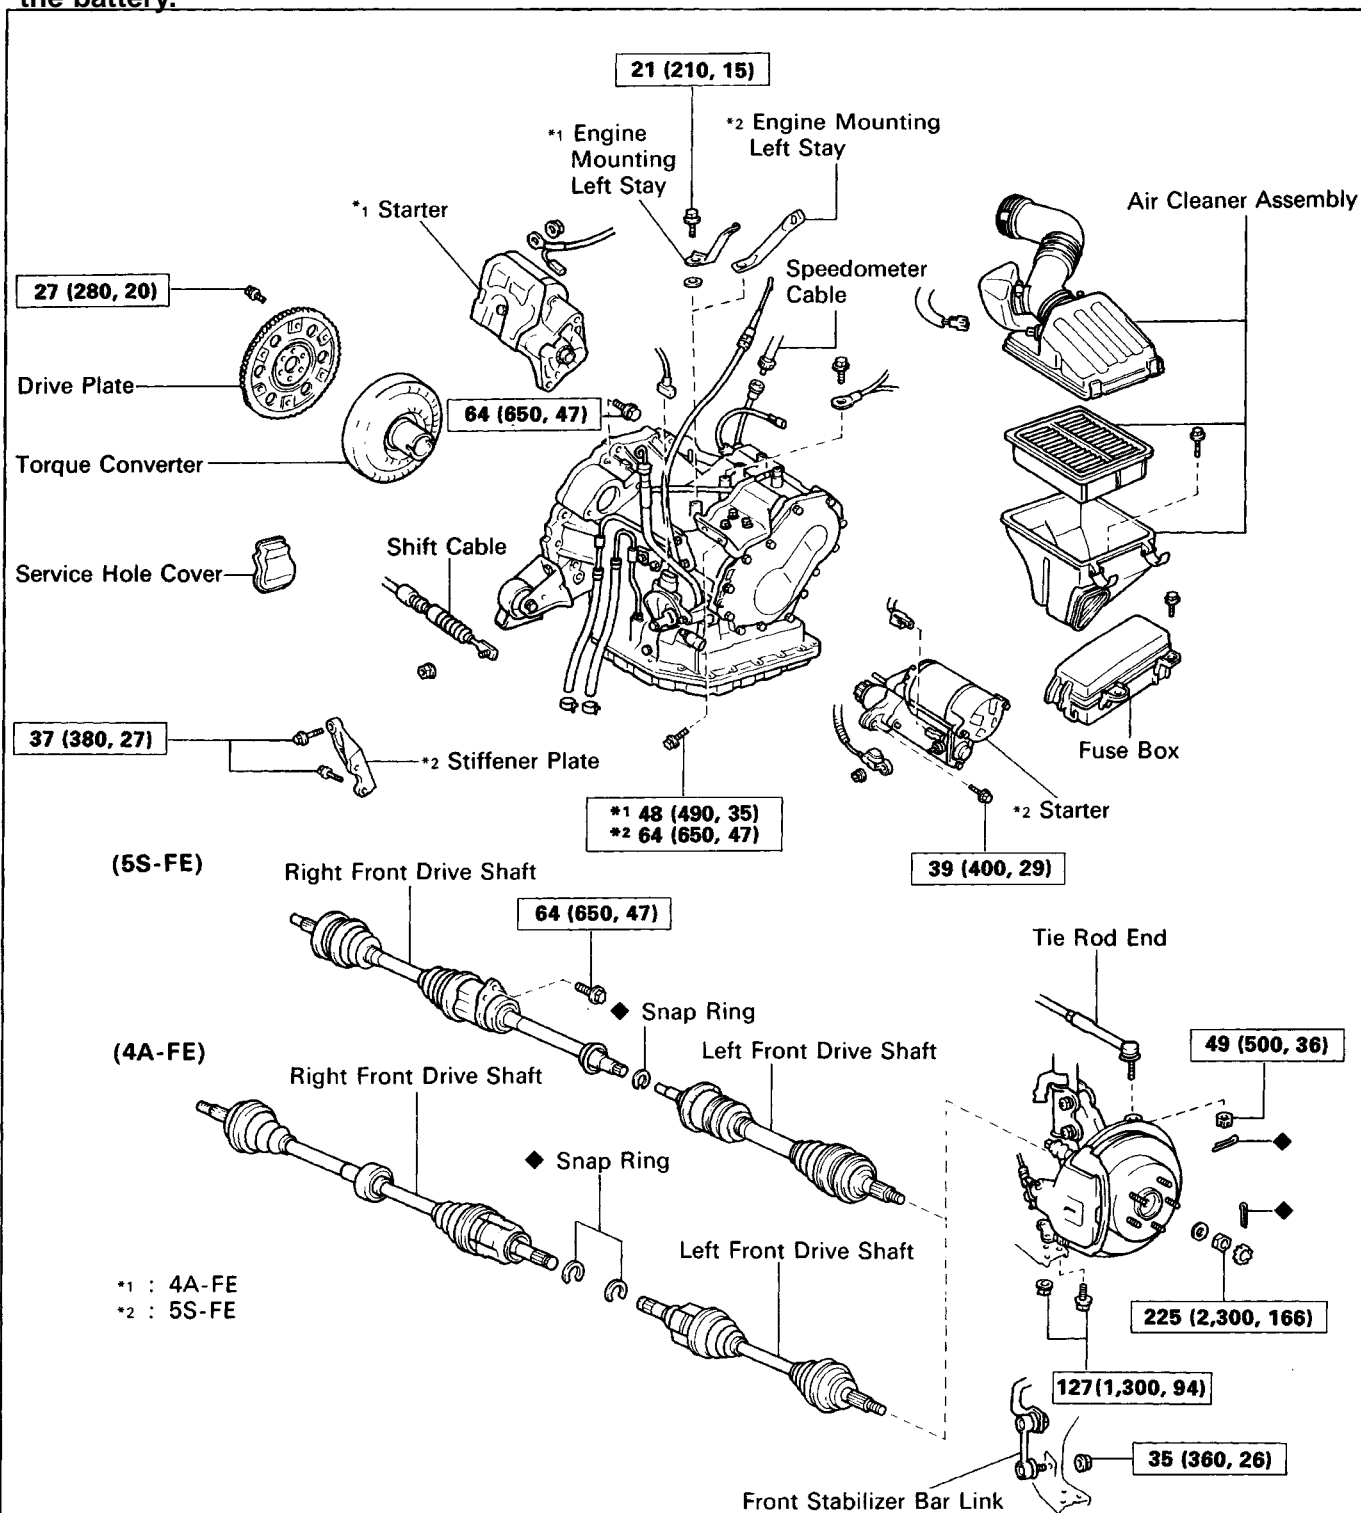 the battery.
21 (210, 15)
*1 Engine
Mounting
Left Stay
*2 Engine Mounting
Left Stay
*1 Starter
Air Cleaner Assembly
27 (280, 20)
Speedometer
Cable
Drive Plate
64 (650, 47)
Torque Converter
Shift Cable
Service Hole Cover
37 (380, 27)
*2 Stiffener Plate
Fuse Box
*1 48 (490, 35)
*2 64 (650, 47)
*2 Starter
39 (400, 29)
(5S-FE)
Right Front Drive Shaft
64 (650, 47)
Tie Rod End
◆ Snap Ring
49 (500, 36)
(4A-FE)
Left Front Drive Shaft
Right Front Drive Shaft
◆
◆ Snap Ring
◆
Left Front Drive Shaft
*1 : 4A-FE
*2 : 5S-FE
225 (2,300, 166)
127(1,300, 94)
35 (360, 26)
Front Stabilizer Bar Link